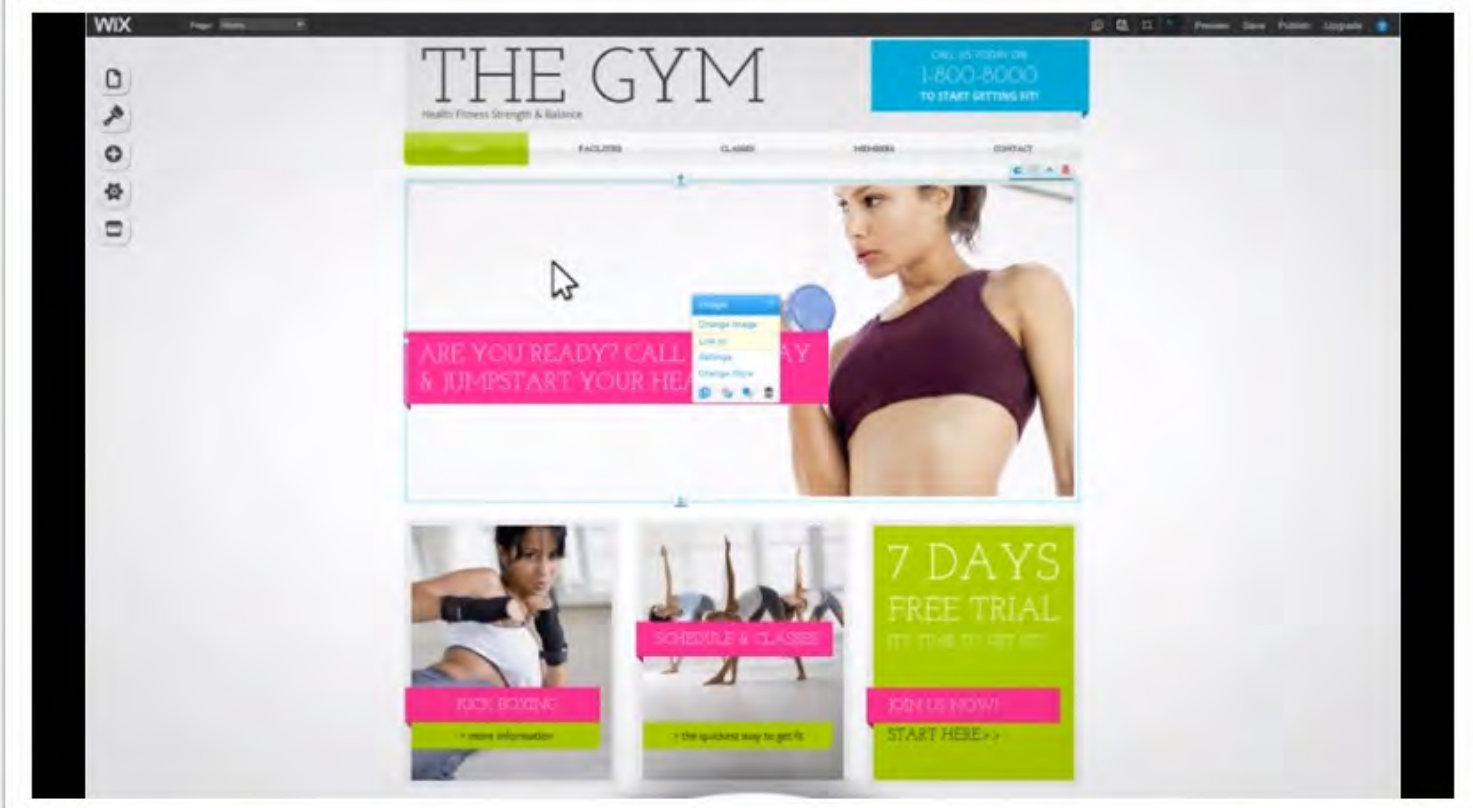 WIX
Page: Home
Preview Save Publish Upgrade
THE GYM
Health Fitness Strength & Balance
CALL US TODAY ON
1-800-8000
TO START GETTING FIT!
FACILITIES CLASSES MEMBERS CONTACT
Image
Change Image
Link to
Settings
Change Style
ARE YOU READY? CALL AY
& JUMPSTART YOUR HEA
7 DAYS
FREE TRIAL
IT'S TIME TO GET FIT!
SCHEDULE & CLASSES
KICK BOXING
JOIN US NOW!
> more information
> the quickest way to get fit
START HERE>>